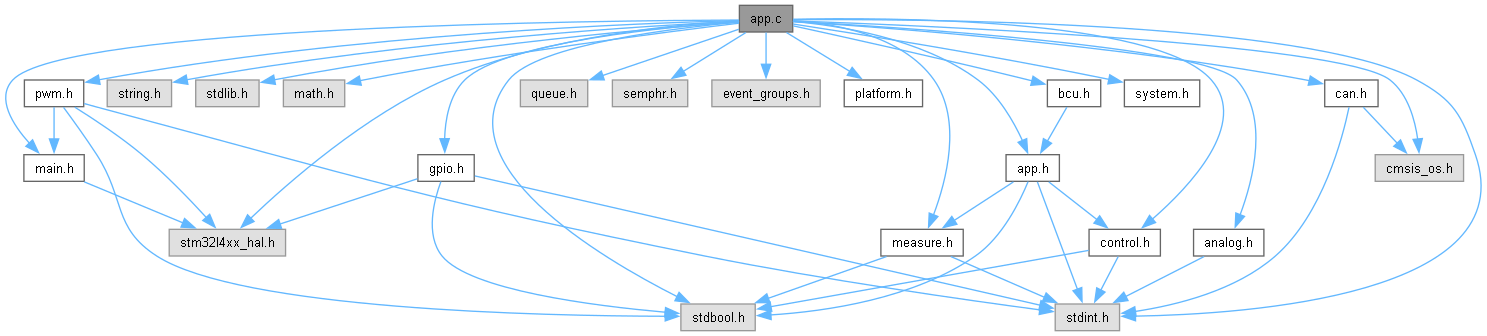 app.c
pwm.h
string.h
stdlib.h
math.h
queue.h
semphr.h
event_groups.h
platform.h
bcu.h
system.h
can.h
main.h
gpio.h
app.h
cmsis_os.h
stm32l4xx_hal.h
measure.h
control.h
analog.h
stdbool.h
stdint.h